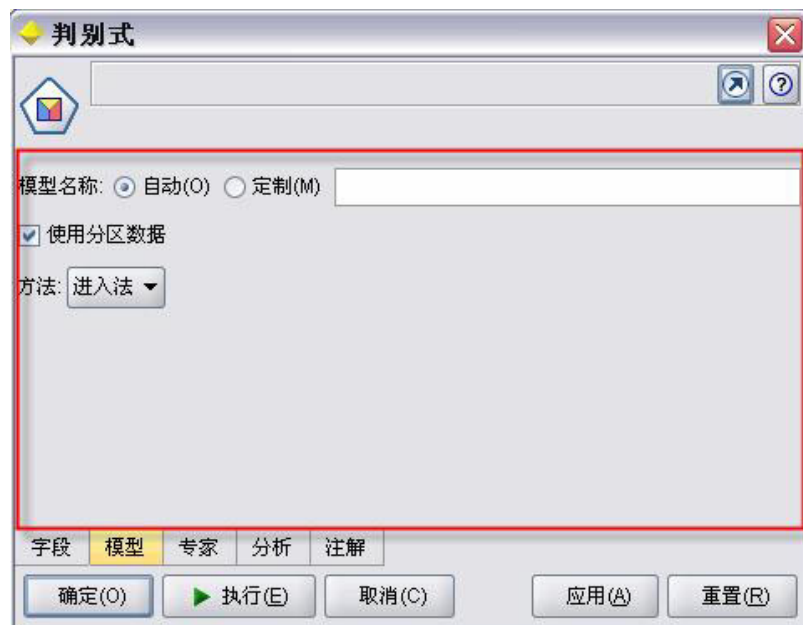 判别式
模型名称: 自动(O) 定制(M)
使用分区数据
方法: 进入法
字段 模型 专家 分析 注解
确定(O) 执行(E) 取消(C) 应用(A) 重置(R)